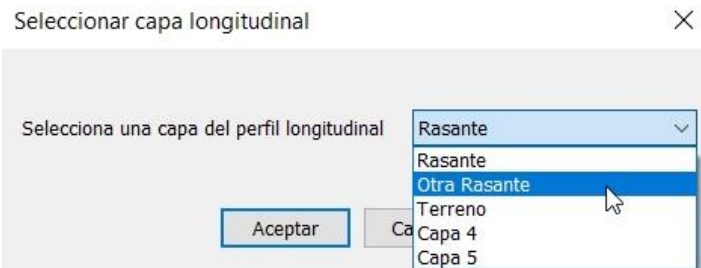 Seleccionar capa longitudinal
Selecciona una capa del perfil longitudinal Rasante
Rasante
Otra Rasante
Terreno
Aceptar Ca Capa 4
Capa 5